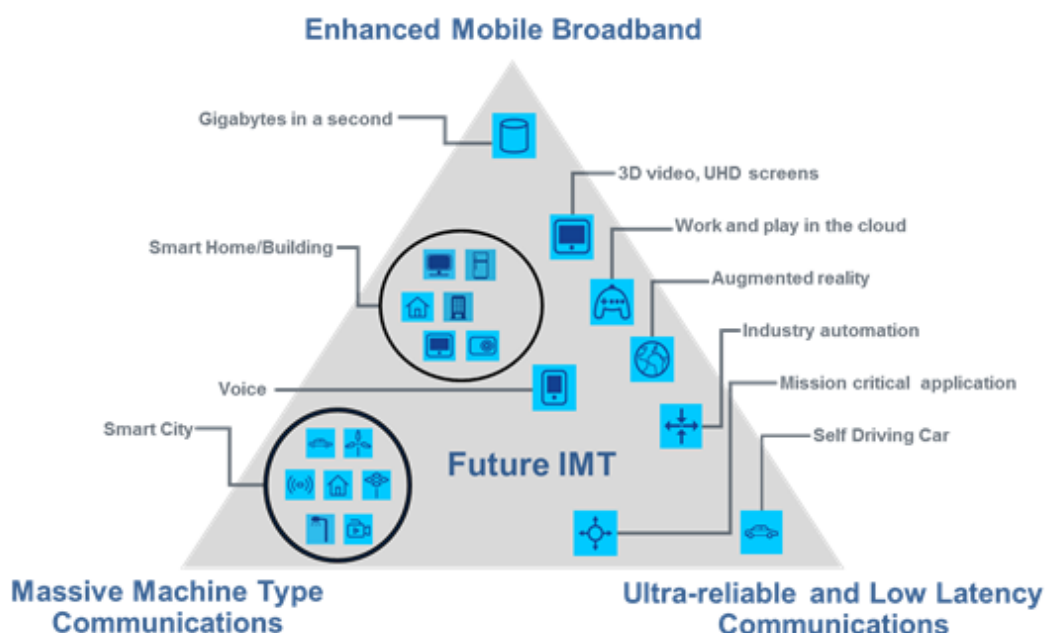 Enhanced Mobile Broadband
Gigabytes in a second
3D video, UHD screens
Work and play in the cloud
Smart Home/Building
Augmented reality
Industry automation
Voice
Mission critical application
Smart City
Self Driving Car
Future IMT
Massive Machine Type
Communications
Ultra-reliable and Low Latency
Communications